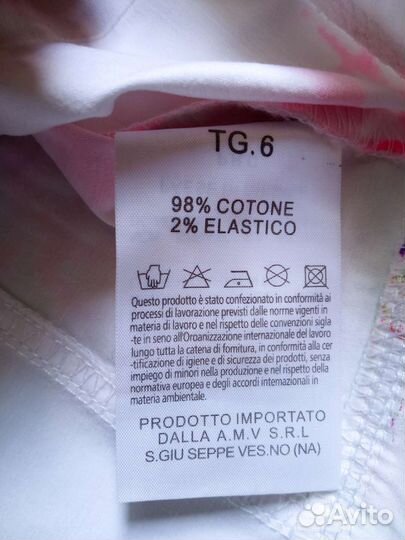 TG.6
98% COTONE
2% ELASTICO
Questo prodotto è stato confezionato in conformità ai
processi di lavorazione previsti dalle norme vigenti in
materia di lavoro e nel rispetto delle convenzioni sigla
-te in seno all'Organizzazione internazionale del lavoro
lungo tutta la catena di fornitura, in conformità alla cer
-tificazione di igiene e di sicurezza dei prodotti, senza
impiego di minori nella produzione e nel rispetto della
normativa europea e degli accordi internazionali in
materia ambientale.
PRODOTTO IMPORTATO
DALLA A.M.V S.R.L
S.GIU SEPPE VES.NO (NA)
Avito